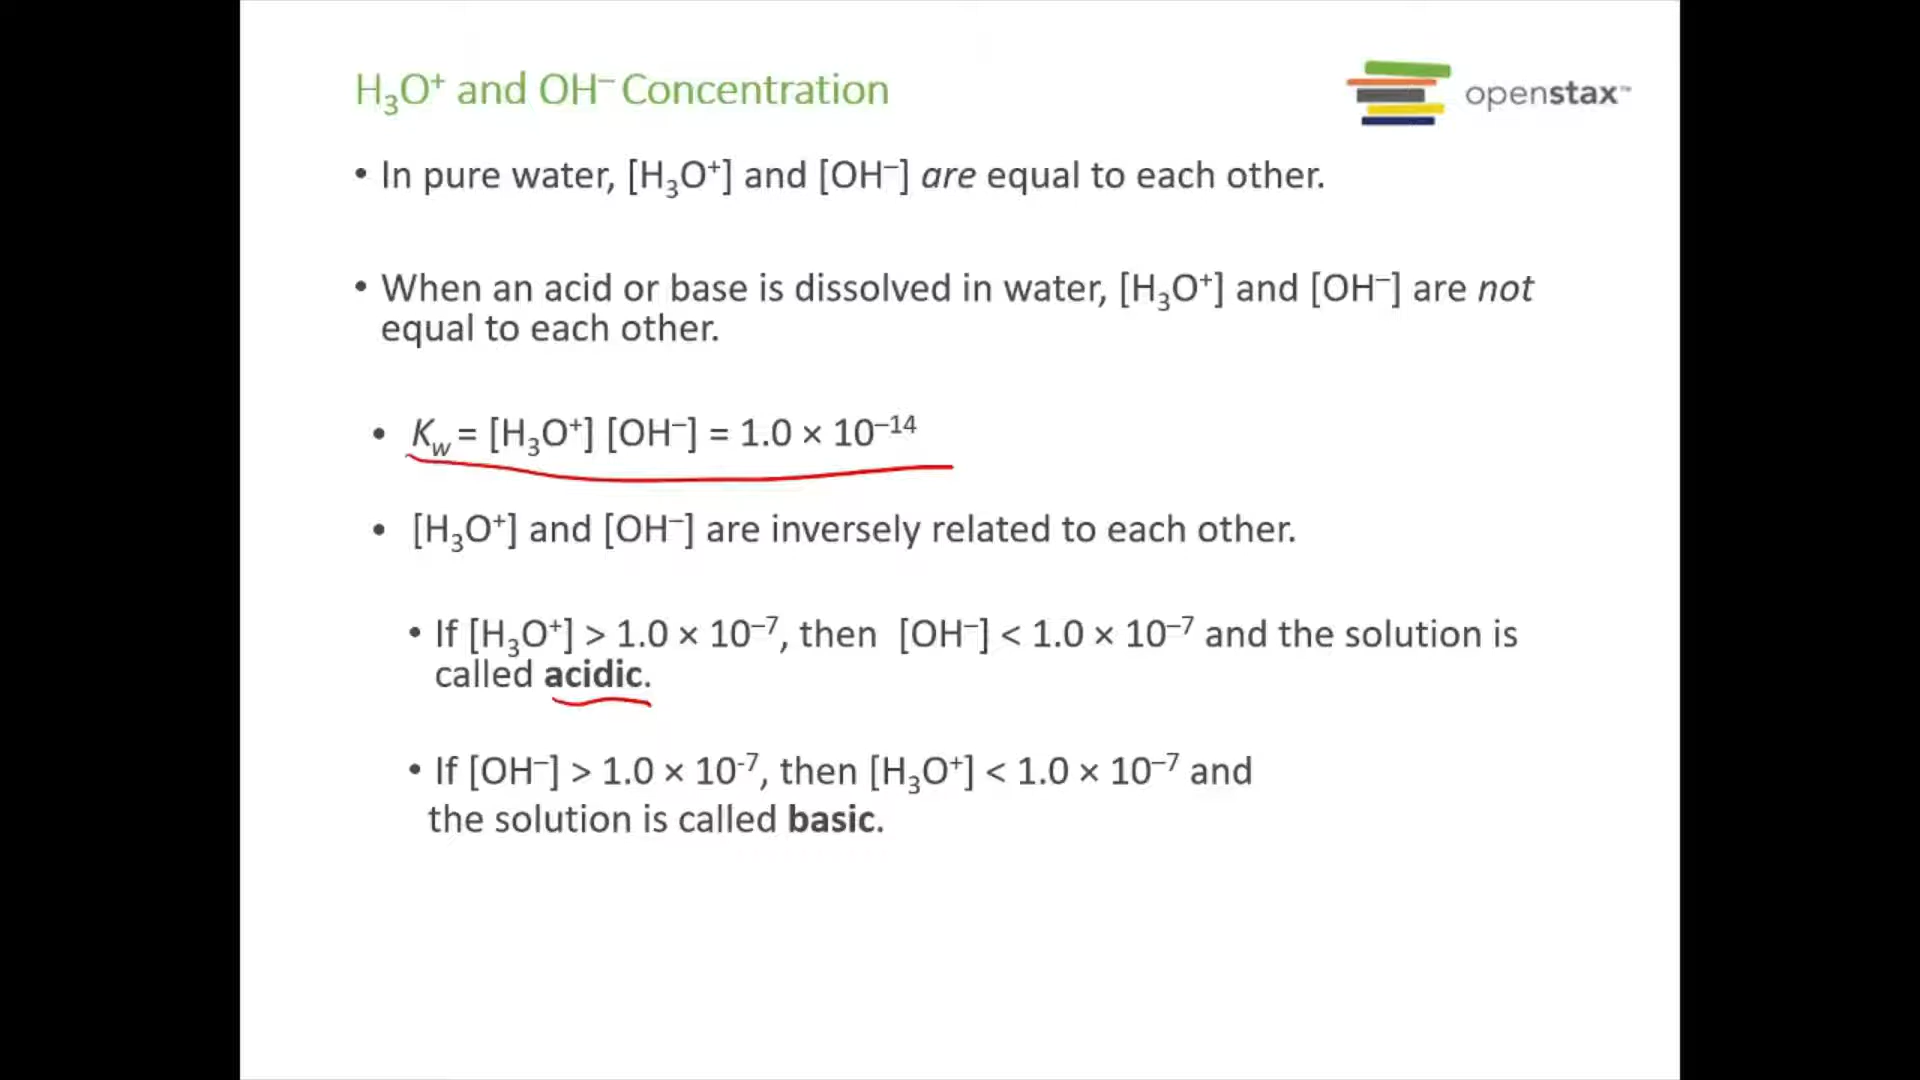 H₃O⁺ and OH⁻ Concentration
openstax™
• In pure water, [H₃O⁺] and [OH⁻] are equal to each other.
• When an acid or base is dissolved in water, [H₃O⁺] and [OH⁻] are not
equal to each other.
• Kw = [H₃O⁺] [OH⁻] = 1.0 × 10⁻¹⁴
• [H₃O⁺] and [OH⁻] are inversely related to each other.
• If [H₃O⁺] > 1.0 × 10⁻⁷, then [OH⁻] < 1.0 × 10⁻⁷ and the solution is
called acidic.
• If [OH⁻] > 1.0 × 10⁻⁷, then [H₃O⁺] < 1.0 × 10⁻⁷ and
the solution is called basic.